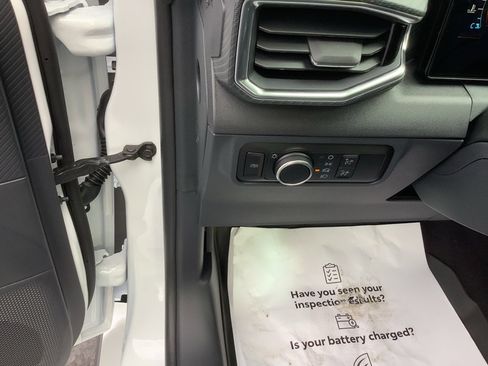 Have you seen your
inspection results?
Is your battery charged?